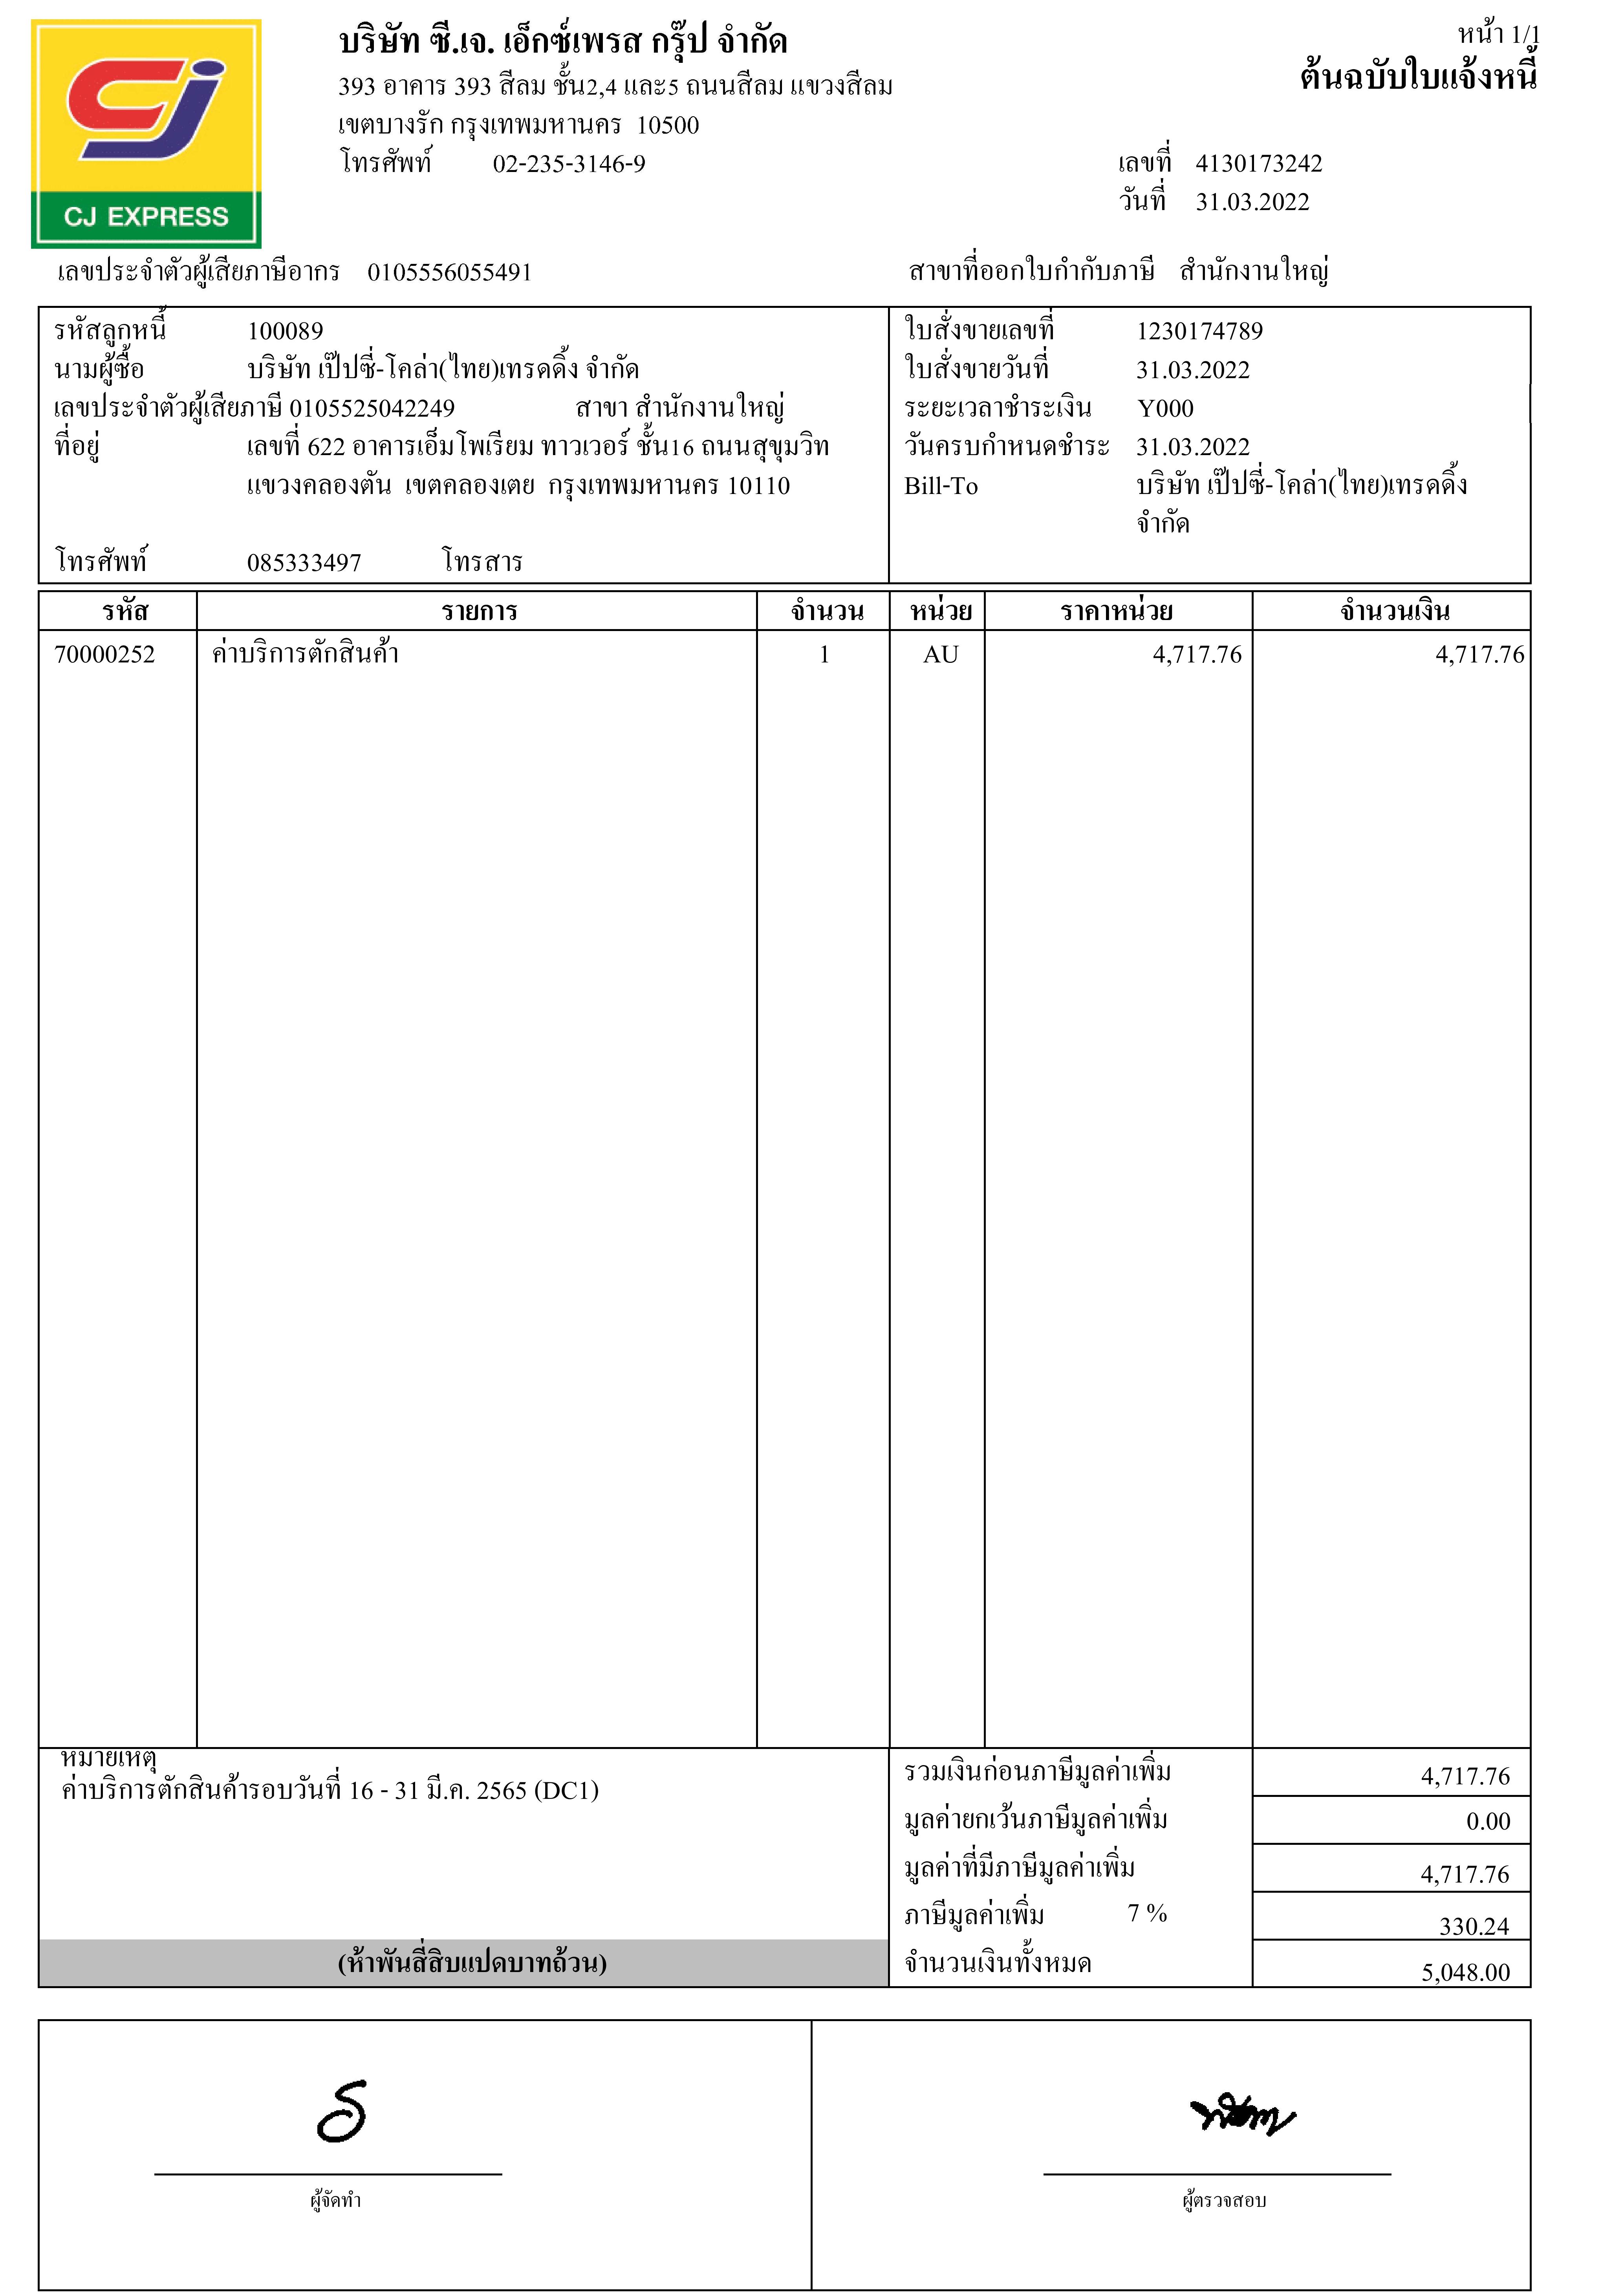 บริษัท ซี.เจ. เอ็กซ์เพรส กรุ๊ป จำกัด
หน้า 1/1
393 อาคาร 393 สีลม ชั้น2,4 และ5 ถนนสีลม แขวงสีลม
ต้นฉบับใบแจ้งหนี้
เขตบางรัก กรุงเทพมหานคร 10500
โทรศัพท์ 02-235-3146-9
เลขที่ 4130173242
วันที่ 31.03.2022
CJ EXPRESS
เลขประจำตัวผู้เสียภาษีอากร 0105556055491 สาขาที่ออกใบกำกับภาษี สำนักงานใหญ่
รหัสลูกหนี้ 100089 ใบสั่งขายเลขที่ 1230174789
นามผู้ซื้อ บริษัท เป๊ปซี่-โคล่า(ไทย)เทรดดิ้ง จำกัด ใบสั่งขายวันที่ 31.03.2022
เลขประจำตัวผู้เสียภาษี 0105525042249 สาขา สำนักงานใหญ่ ระยะเวลาชำระเงิน Y000
ที่อยู่ เลขที่ 622 อาคารเอ็มโพเรียม ทาวเวอร์ ชั้น16 ถนนสุขุมวิท วันครบกำหนดชำระ 31.03.2022
แขวงคลองตัน เขตคลองเตย กรุงเทพมหานคร 10110 Bill-To บริษัท เป๊ปซี่-โคล่า(ไทย)เทรดดิ้ง
จำกัด
โทรศัพท์ 085333497 โทรสาร
รหัส รายการ จำนวน หน่วย ราคาหน่วย จำนวนเงิน
70000252 ค่าบริการตักสินค้า 1 AU 4,717.76 4,717.76
หมายเหตุ
ค่าบริการตักสินค้ารอบวันที่ 16 - 31 มี.ค. 2565 (DC1)
รวมเงินก่อนภาษีมูลค่าเพิ่ม 4,717.76
มูลค่ายกเว้นภาษีมูลค่าเพิ่ม 0.00
มูลค่าที่มีภาษีมูลค่าเพิ่ม 4,717.76
ภาษีมูลค่าเพิ่ม 7 % 330.24
(ห้าพันสี่สิบแปดบาทถ้วน) จำนวนเงินทั้งหมด 5,048.00
ผู้จัดทำ ผู้ตรวจสอบ